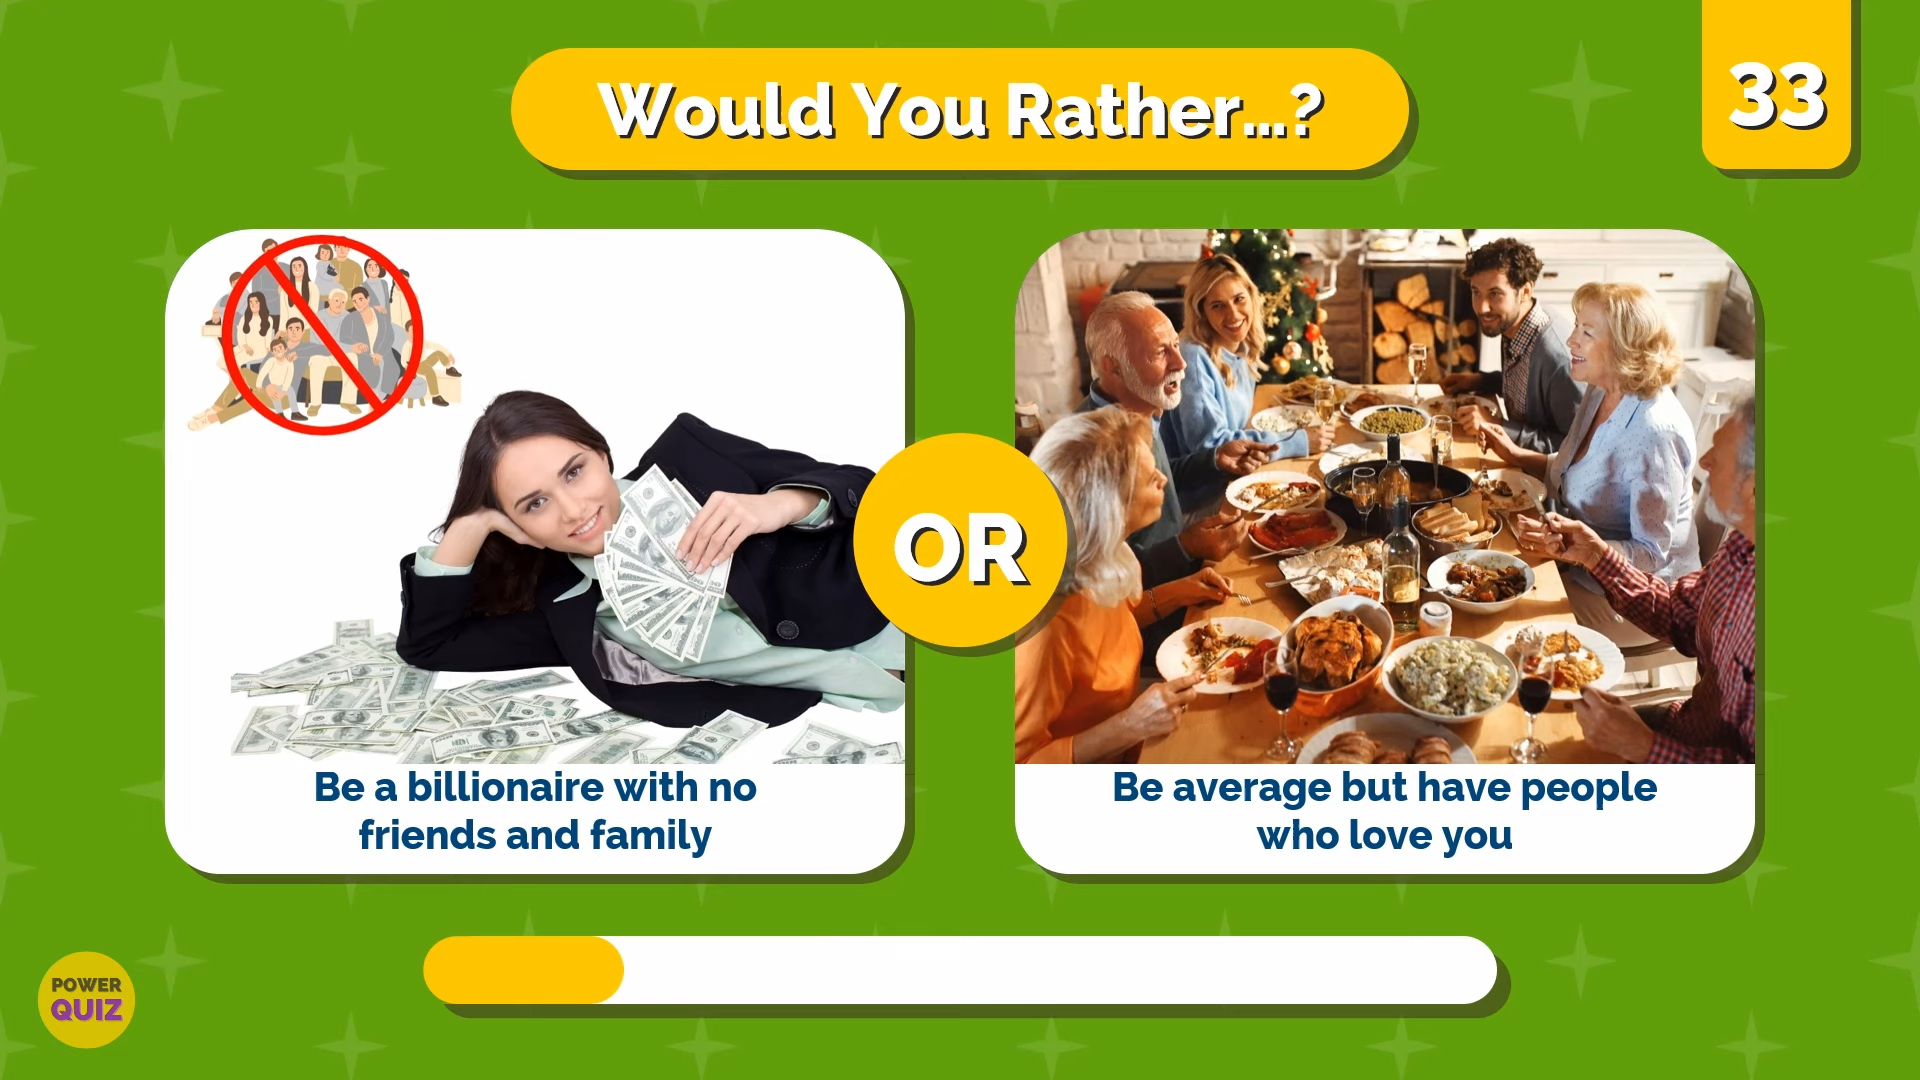 Would You Rather...?
33
OR
Be a billionaire with no
friends and family
Be average but have people
who love you
POWER
QUIZ